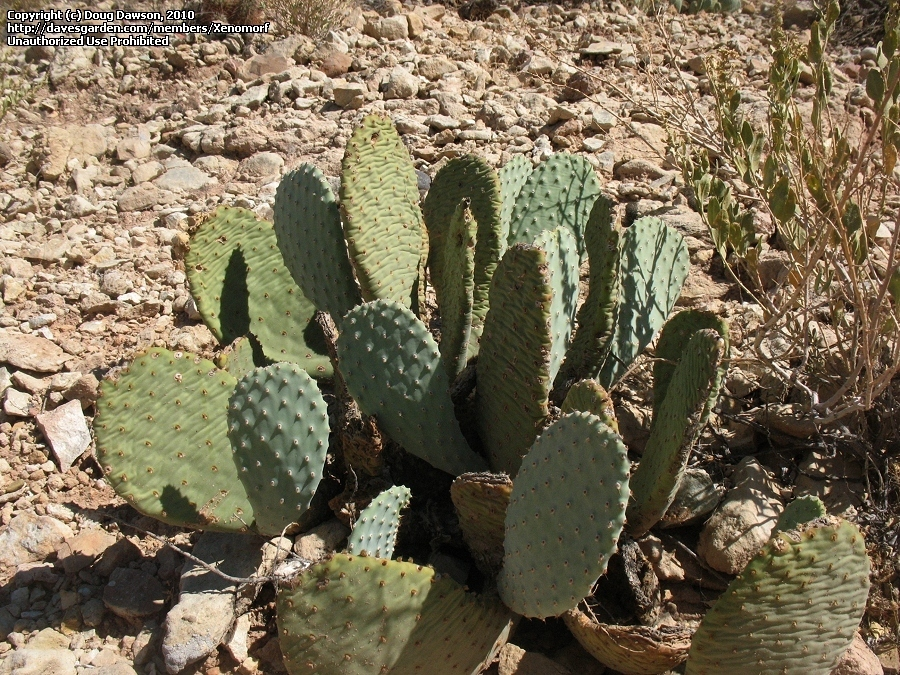 Copyright (c) Doug Dawson, 2010
http://davesgarden.com/members/Xenomorf
Unauthorized Use Prohibited